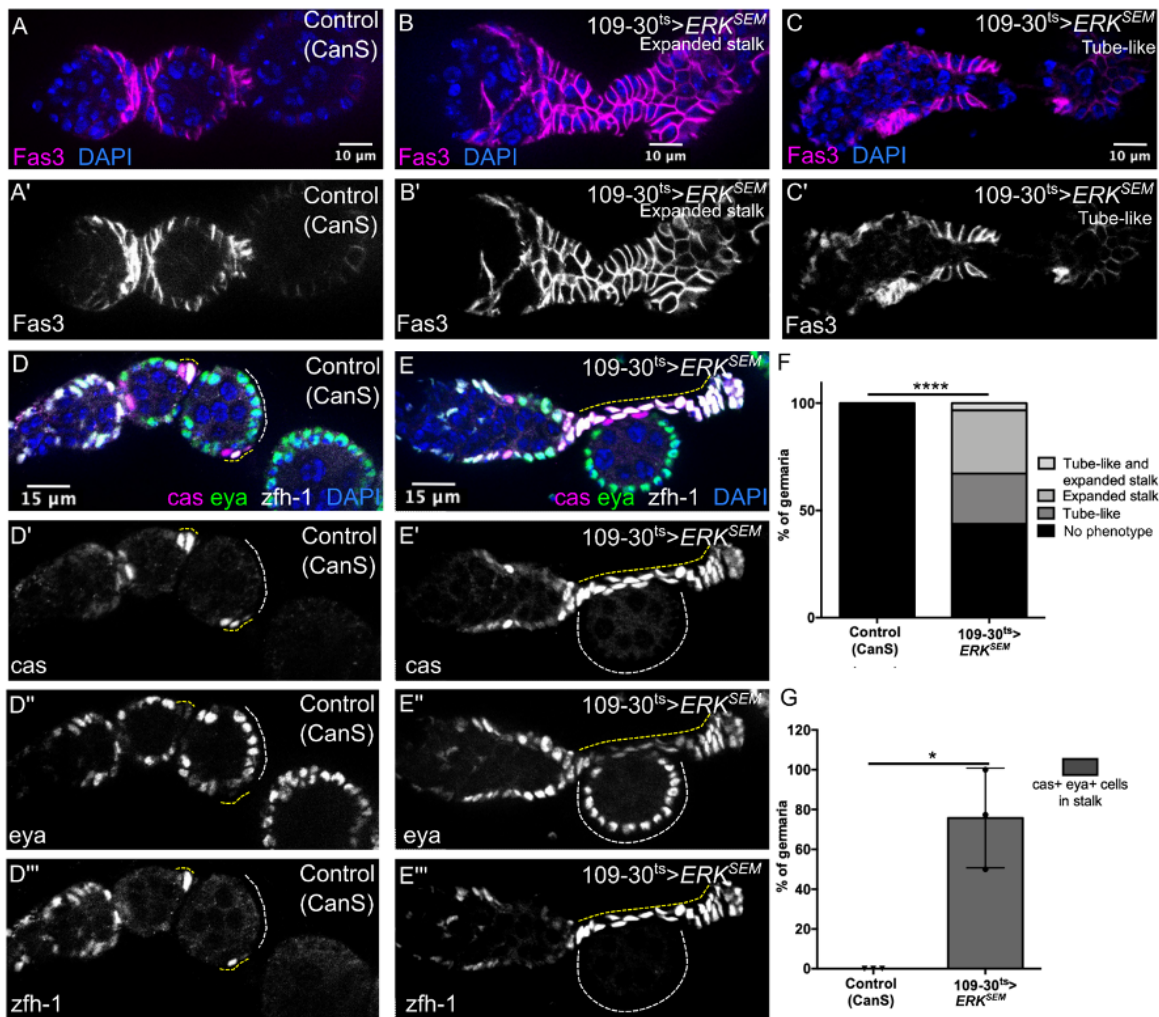 A
Control
(CanS)
Fas3 DAPI
10 µm
B
109-30ts>ERKSEM
Expanded stalk
Fas3 DAPI
10 µm
C
109-30ts>ERKSEM
Tube-like
Fas3 DAPI
10 µm
A'
Control
(CanS)
Fas3
B'
109-30ts>ERKSEM
Expanded stalk
Fas3
C'
109-30ts>ERKSEM
Tube-like
Fas3
D
Control
(CanS)
15 µm
cas eya zfh-1 DAPI
E
109-30ts>ERKSEM
15 µm
cas eya zfh-1 DAPI
D'
Control
(CanS)
cas
E'
109-30ts>ERKSEM
cas
D"
Control
(CanS)
eya
E"
109-30ts>ERKSEM
eya
D'"
Control
(CanS)
zfh-1
E'"
109-30ts>ERKSEM
zfh-1
F
****
100
50
0
% of germaria
Tube-like and
expanded stalk
Expanded stalk
Tube-like
No phenotype
Control
(CanS)
109-30ts>
ERKSEM
G
*
120
100
80
60
40
20
0
% of germaria
cas+ eya+ cells
in stalk
Control
(CanS)
109-30ts>
ERKSEM